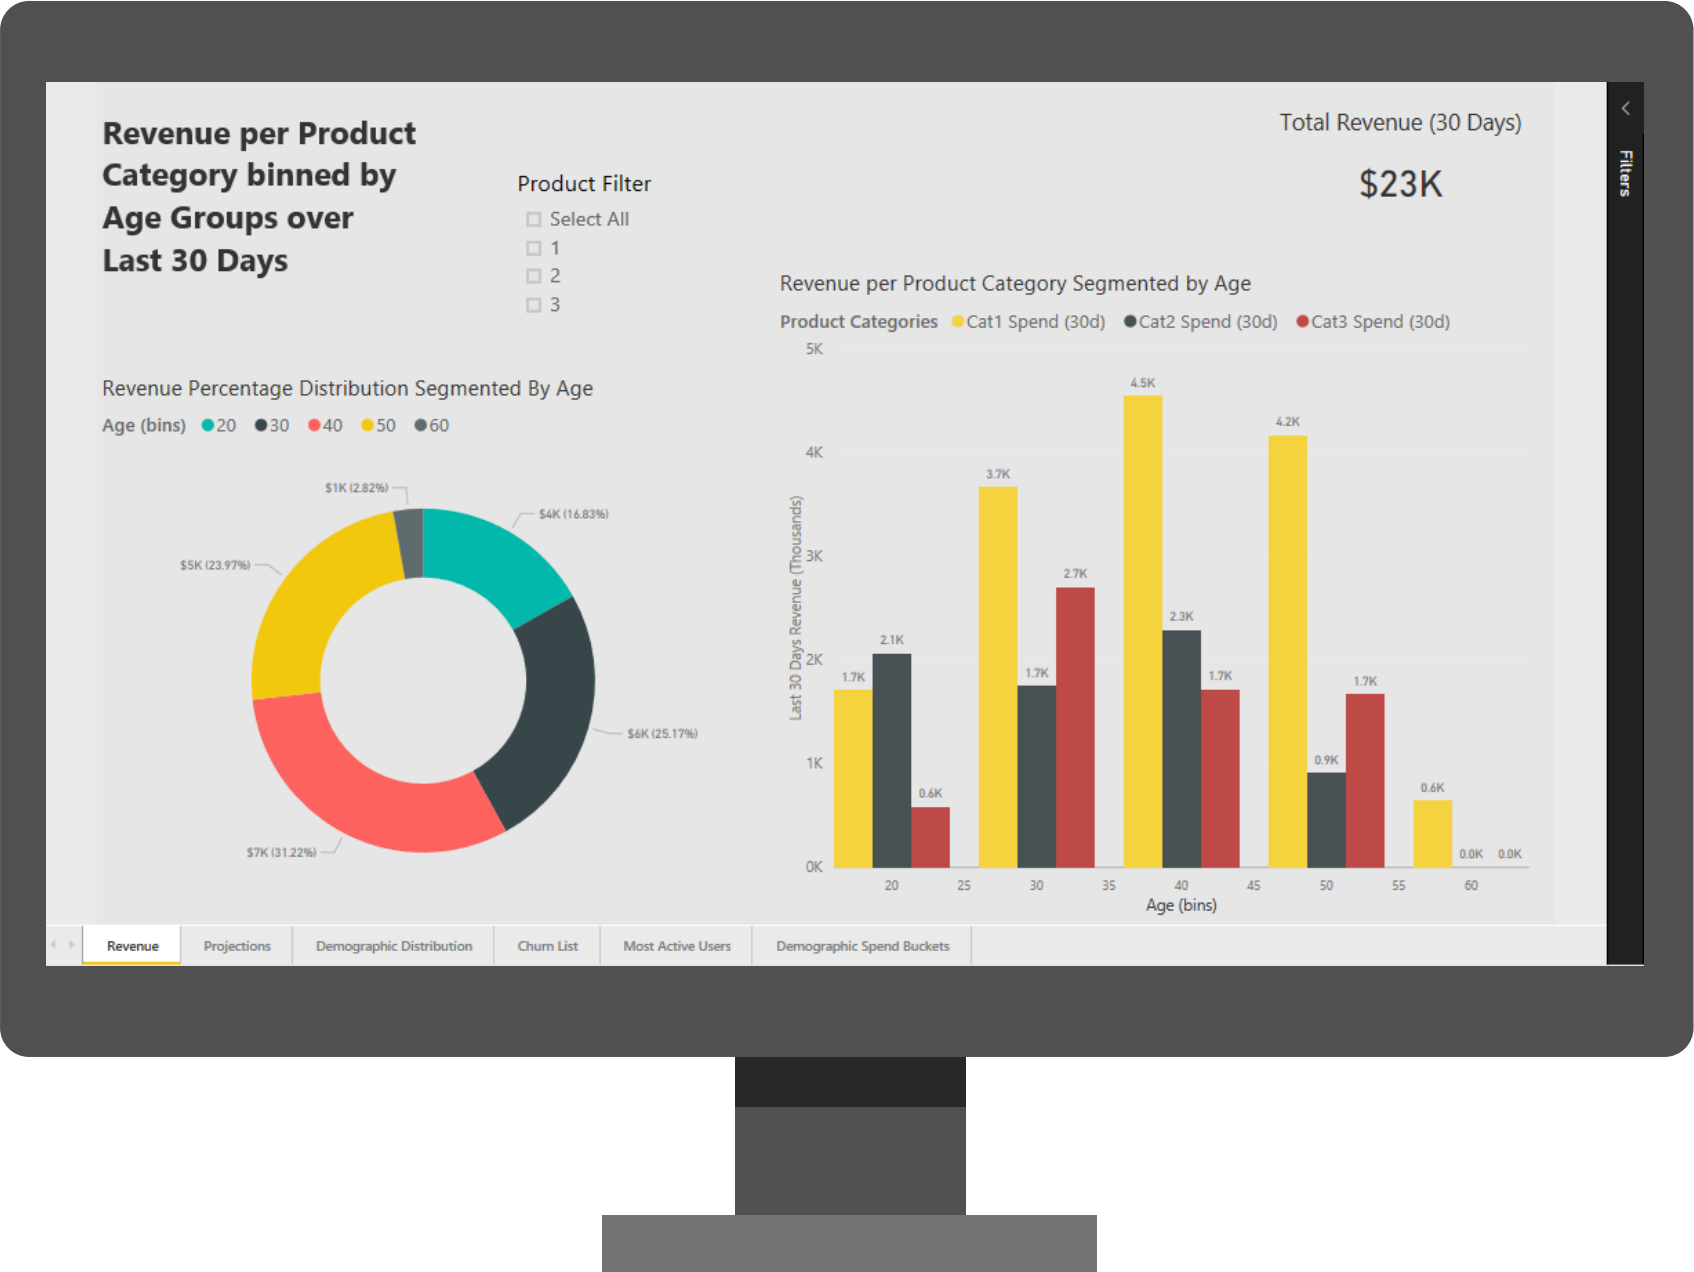 Revenue per Product
Category binned by
Age Groups over
Last 30 Days
Product Filter
Select All
1
2
3
Total Revenue (30 Days)
$23K
Filters
Revenue Percentage Distribution Segmented By Age
Age (bins) 20 30 40 50 60
$1K (2.82%)
$4K (16.83%)
$5K (23.97%)
$6K (25.17%)
$7K (31.22%)
Revenue per Product Category Segmented by Age
Product Categories Cat1 Spend (30d) Cat2 Spend (30d) Cat3 Spend (30d)
Last 30 Days Revenue (Thousands)
5K
4K
3K
2K
1K
0K
1.7K 2.1K 0.6K
3.7K 1.7K 2.7K
4.5K 2.3K 1.7K
4.2K 0.9K 1.7K
0.6K 0.0K 0.0K
20 25 30 35 40 45 50 55 60
Age (bins)
Revenue
Projections
Demographic Distribution
Churn List
Most Active Users
Demographic Spend Buckets